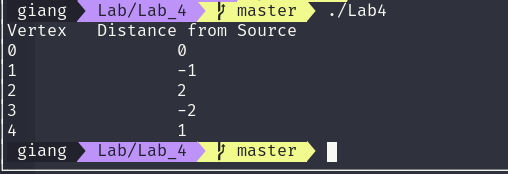 giang Lab/Lab_4 master ./Lab4
Vertex Distance from Source
0 0
1 -1
2 2
3 -2
4 1
giang Lab/Lab_4 master